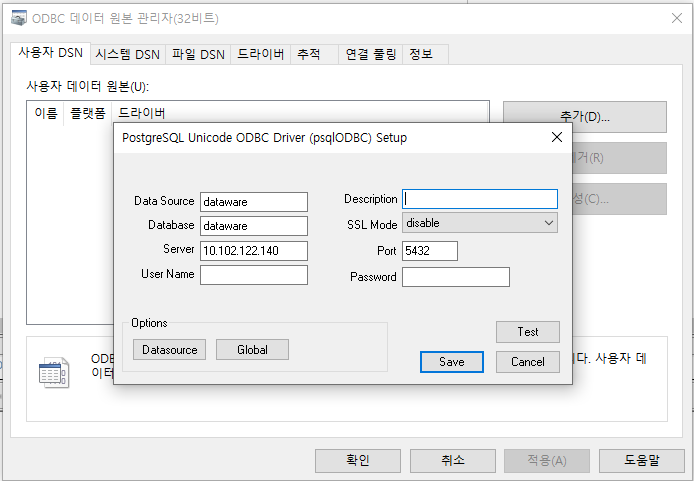 ODBC 데이터 원본 관리자(32비트)
사용자 DSN 시스템 DSN 파일 DSN 드라이버 추적 연결 풀링 정보
사용자 데이터 원본(U):
이름 플랫폼 드라이버
추가(D)...
PostgreSQL Unicode ODBC Driver (psqlODBC) Setup
거(R)
성(C)...
Data Source dataware Description
Database dataware SSL Mode disable
Server 10.102.122.140 Port 5432
User Name Password
Options
Datasource Global
Test
Save Cancel
ODB
니다. 사용자 데
이터
확인 취소 적용(A) 도움말